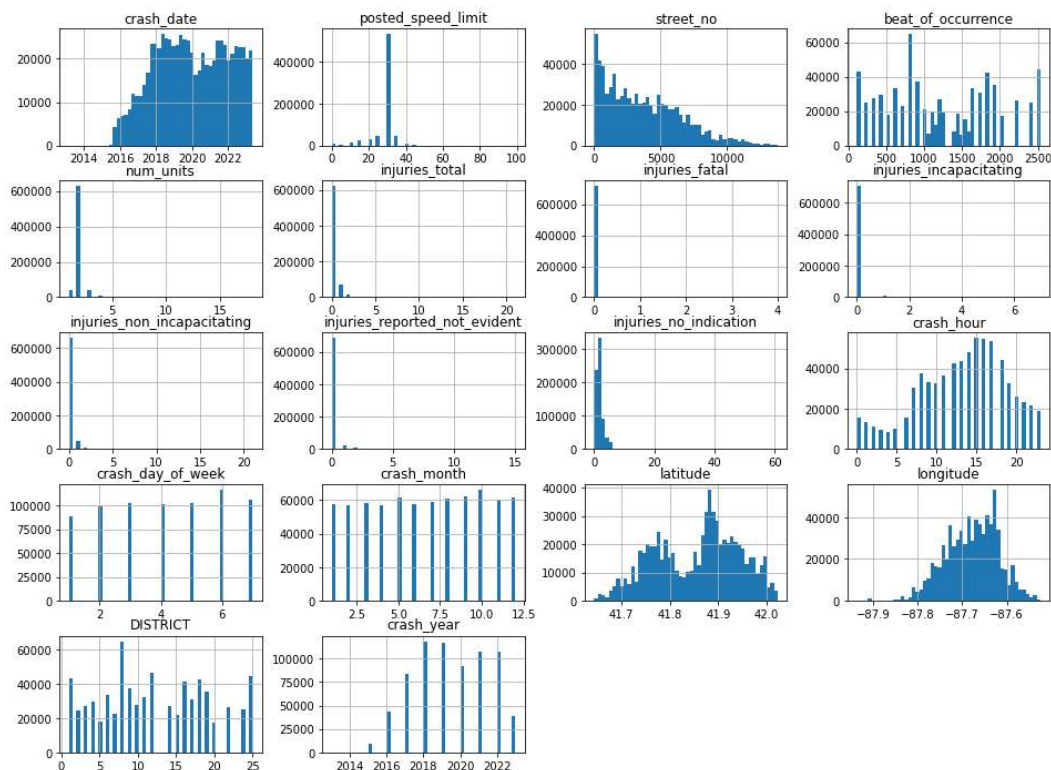 crash_date
20000
10000
0
2014 2016 2018 2020 2022
posted_speed_limit
400000
200000
0
0 20 40 60 80 100
street_no
40000
20000
0
0 5000 10000
beat_of_occurrence
60000
40000
20000
0
0 500 1000 1500 2000 2500
num_units
600000
400000
200000
0
5 10 15
injuries_total
600000
400000
200000
0
0 5 10 15 20
injuries_fatal
600000
400000
200000
0
0 1 2 3 4
injuries_incapacitating
600000
400000
200000
0
0 2 4 6
injuries_non_incapacitating
600000
400000
200000
0
0 5 10 15 20
injuries_reported_not_evident
600000
400000
200000
0
0 5 10 15
injuries_no_indication
300000
200000
100000
0
0 20 40 60
crash_hour
40000
20000
0
0 5 10 15 20
crash_day_of_week
100000
75000
50000
25000
0
2 4 6
crash_month
60000
40000
20000
0
2.5 5.0 7.5 10.0 12.5
latitude
40000
30000
20000
10000
0
41.7 41.8 41.9 42.0
longitude
40000
20000
0
−87.9 −87.8 −87.7 −87.6
DISTRICT
60000
40000
20000
0
0 5 10 15 20 25
crash_year
100000
75000
50000
25000
0
2014 2016 2018 2020 2022